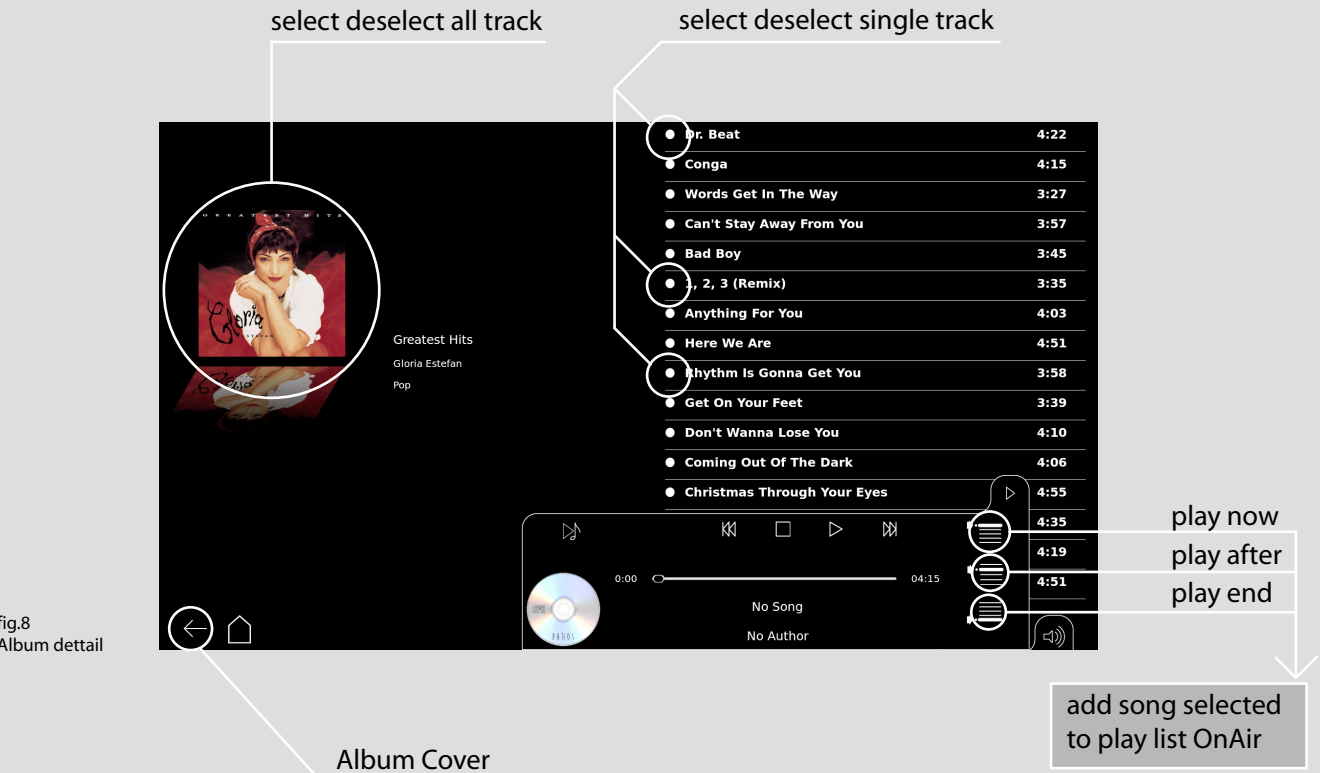 select deselect all track
select deselect single track
Dr. Beat 4:22
Conga 4:15
Words Get In The Way 3:27
Can't Stay Away From You 3:57
Bad Boy 3:45
1, 2, 3 (Remix) 3:35
Anything For You 4:03
Here We Are 4:51
Rhythm Is Gonna Get You 3:58
Get On Your Feet 3:39
Don't Wanna Lose You 4:10
Coming Out Of The Dark 4:06
Christmas Through Your Eyes 4:55
4:35
4:19
4:51
GREATEST HITS
Gloria
ESTEFAN
Greatest Hits
Gloria Estefan
Pop
0:00 04:15
No Song
No Author
play now
play after
play end
add song selected
to play list OnAir
fig.8
Album dettail
Album Cover